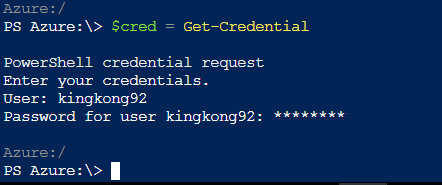 Azure:/
PS Azure:\> $cred = Get-Credential
PowerShell credential request
Enter your credentials.
User: kingkong92
Password for user kingkong92: ********
Azure:/
PS Azure:\>